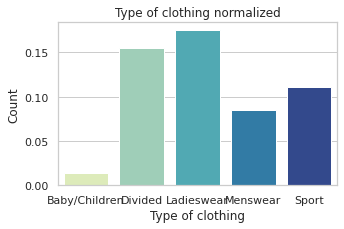 Type of clothing normalized
Count
0.15
0.10
0.05
0.00
Baby/Children Divided Ladieswear Menswear Sport
Type of clothing